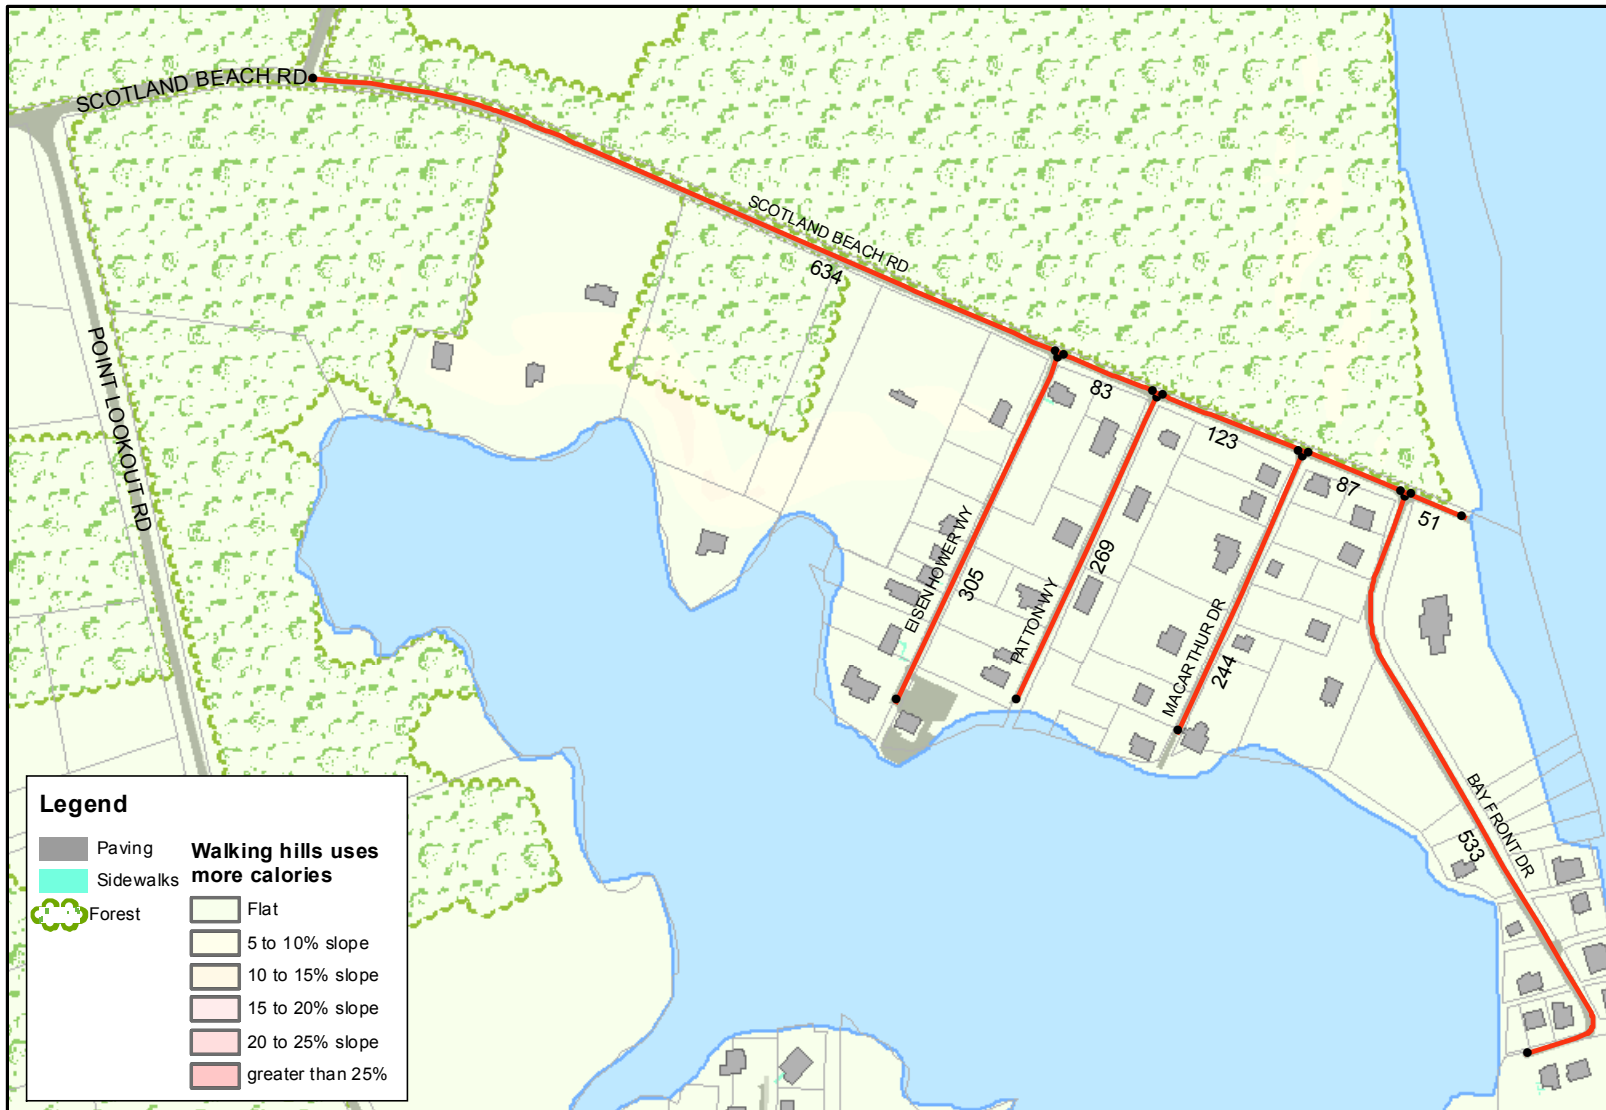 SCOTLAND BEACH RD
SCOTLAND BEACH RD
634
POINT LOOKOUT RD
83
123
87
51
EISENHOWER WY
305
PATTON WY
269
MACARTHUR DR
244
BAY FRONT DR
533
Legend
Paving
Sidewalks
Forest
Walking hills uses
more calories
Flat
5 to 10% slope
10 to 15% slope
15 to 20% slope
20 to 25% slope
greater than 25%